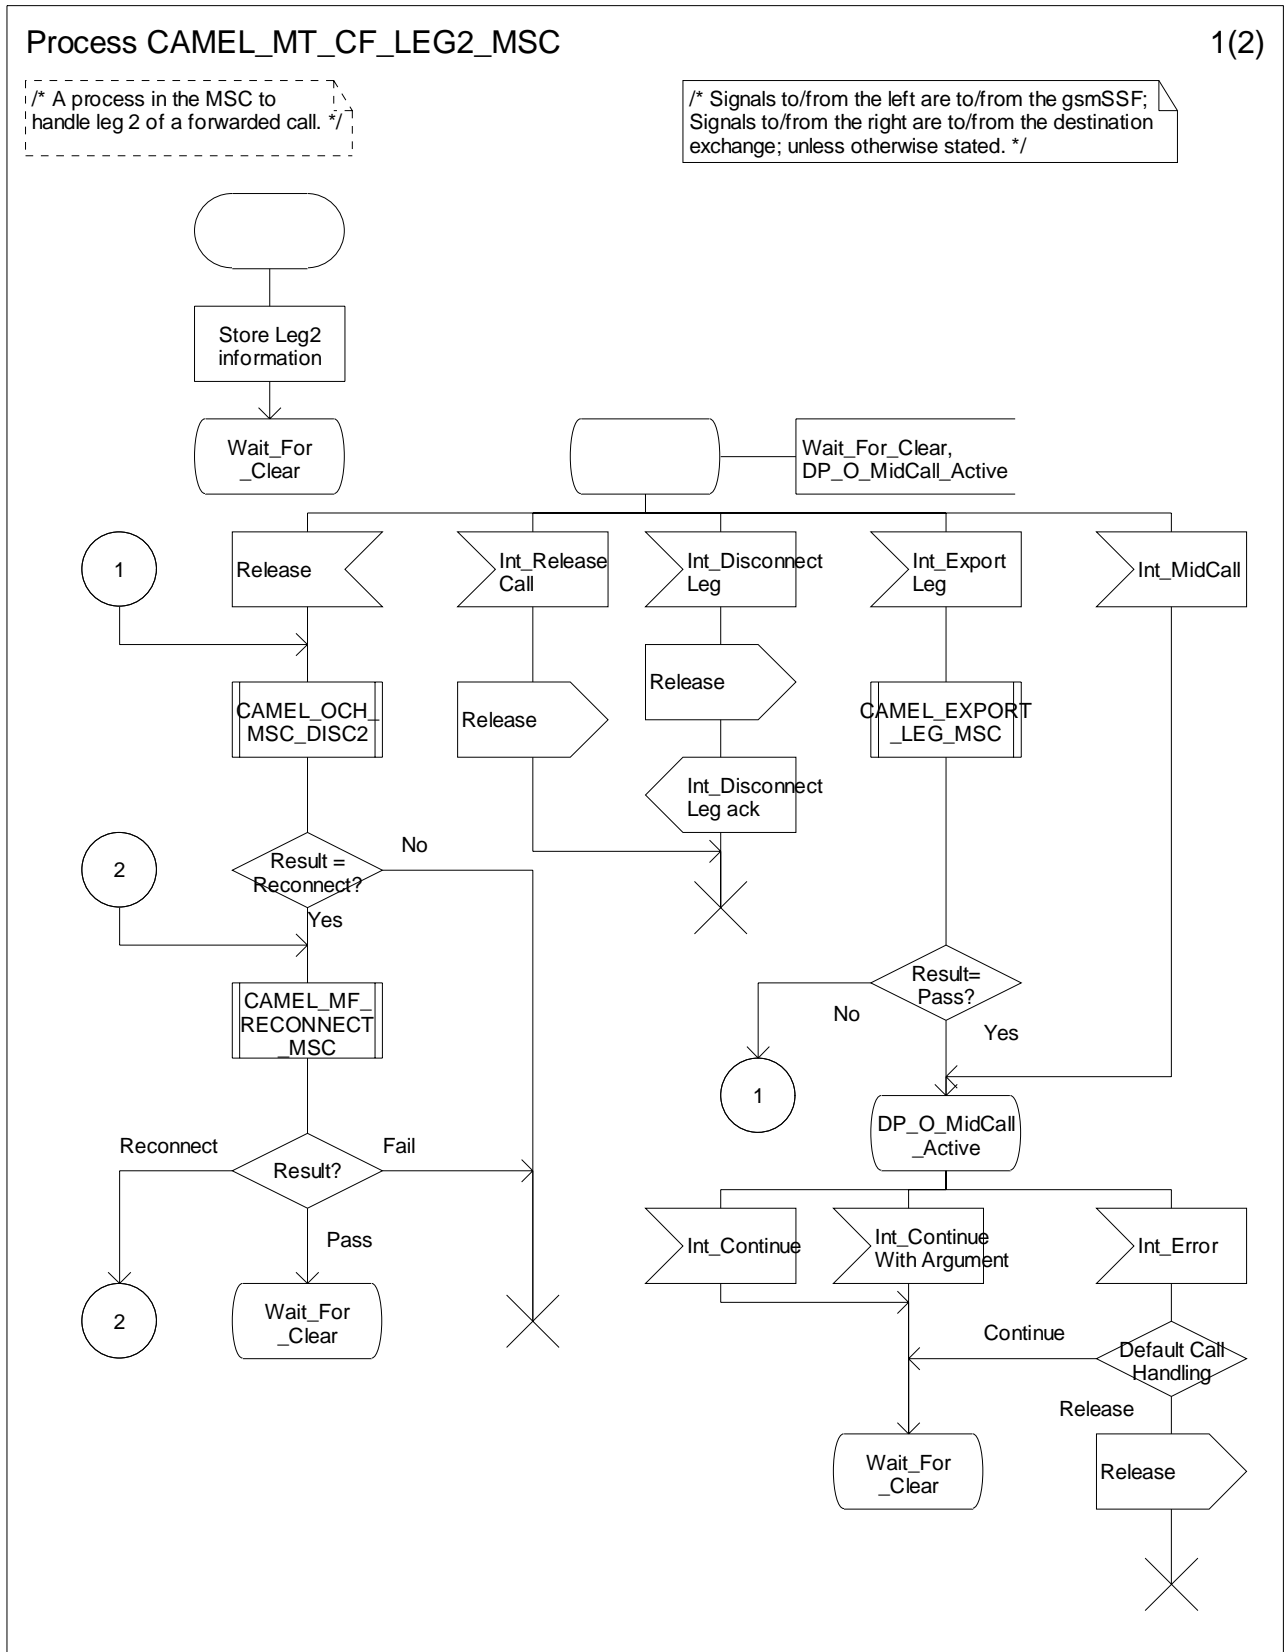 Process CAMEL_MT_CF_LEG2_MSC
1(2)
/* A process in the MSC to
handle leg 2 of a forwarded call. */
/* Signals to/from the left are to/from the gsmSSF;
Signals to/from the right are to/from the destination
exchange; unless otherwise stated. */
Store Leg2
information
Wait_For
_Clear
Wait_For_Clear,
DP_O_MidCall_Active
1
Release
Int_Release
Call
Int_Disconnect
Leg
Int_Export
Leg
Int_MidCall
CAMEL_OCH_
MSC_DISC2
Release
Release
CAMEL_EXPORT
_LEG_MSC
Int_Disconnect
Leg ack
2
Result =
Reconnect?
No
Yes
CAMEL_MF_
RECONNECT
_MSC
Result=
Pass?
No
Yes
1
DP_O_MidCall
_Active
Reconnect
Result?
Fail
Pass
2
Wait_For
_Clear
Int_Continue
Int_Continue
With Argument
Int_Error
Continue
Default Call
Handling
Release
Wait_For
_Clear
Release